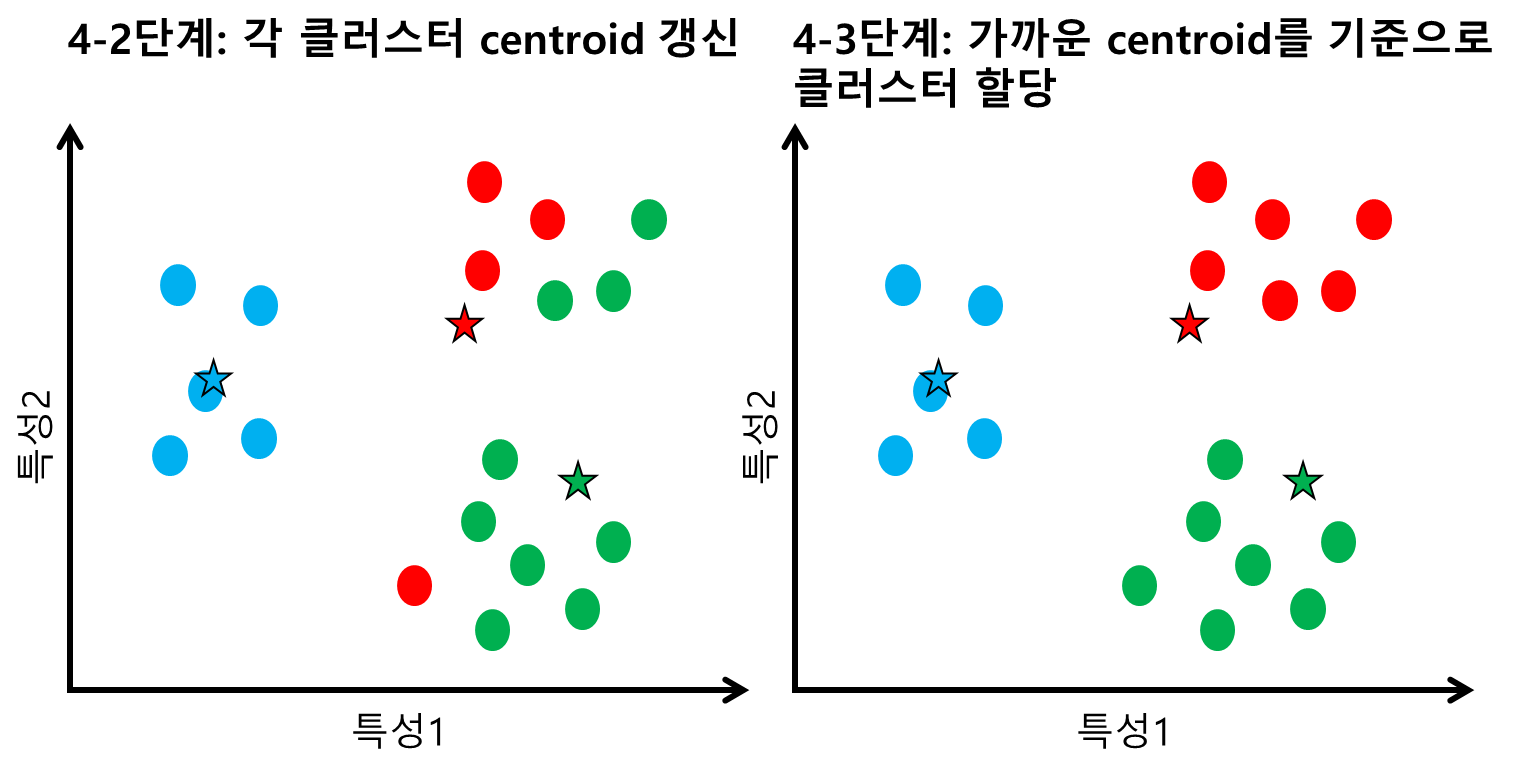 4-2단계: 각 클러스터 centroid 갱신
특성2
특성1
4-3단계: 가까운 centroid를 기준으로
클러스터 할당
특성2
특성1